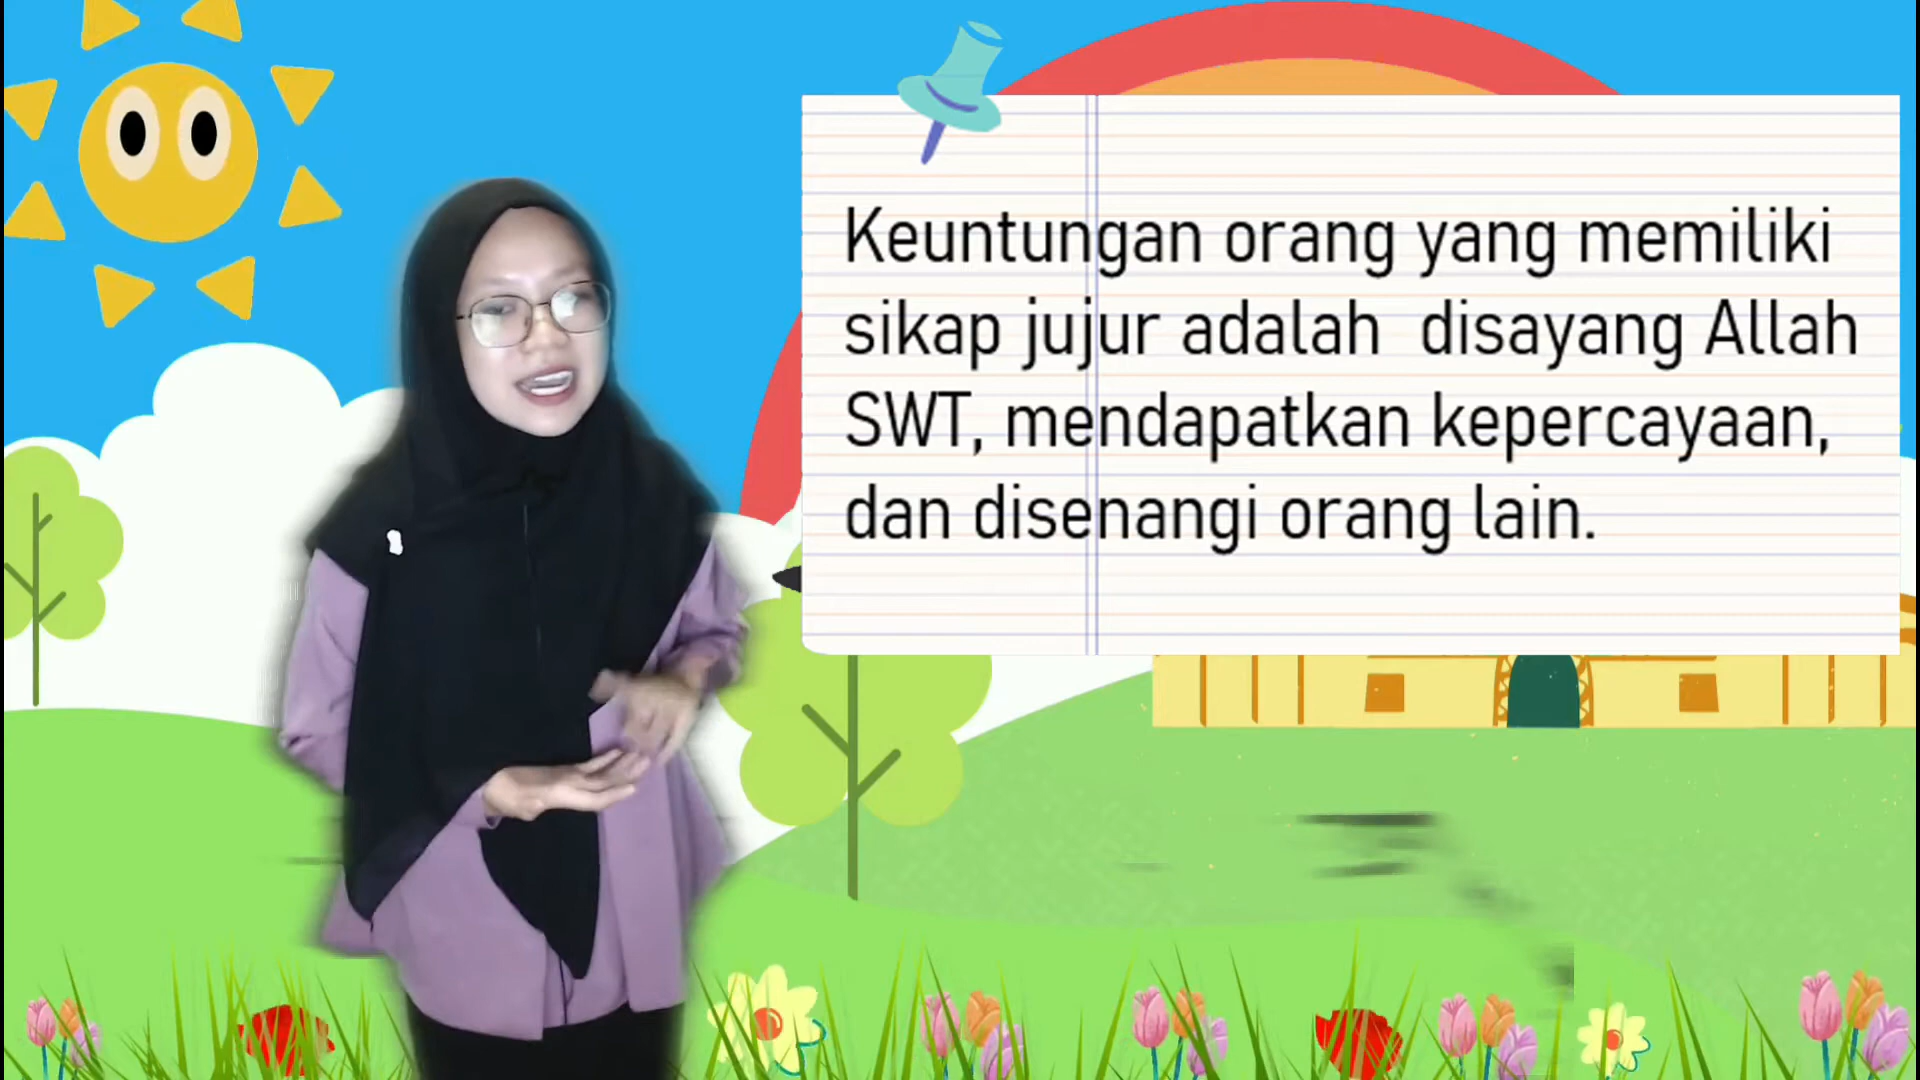 Keuntungan orang yang memiliki
sikap jujur adalah disayang Allah
SWT, mendapatkan kepercayaan,
dan disenangi orang lain.